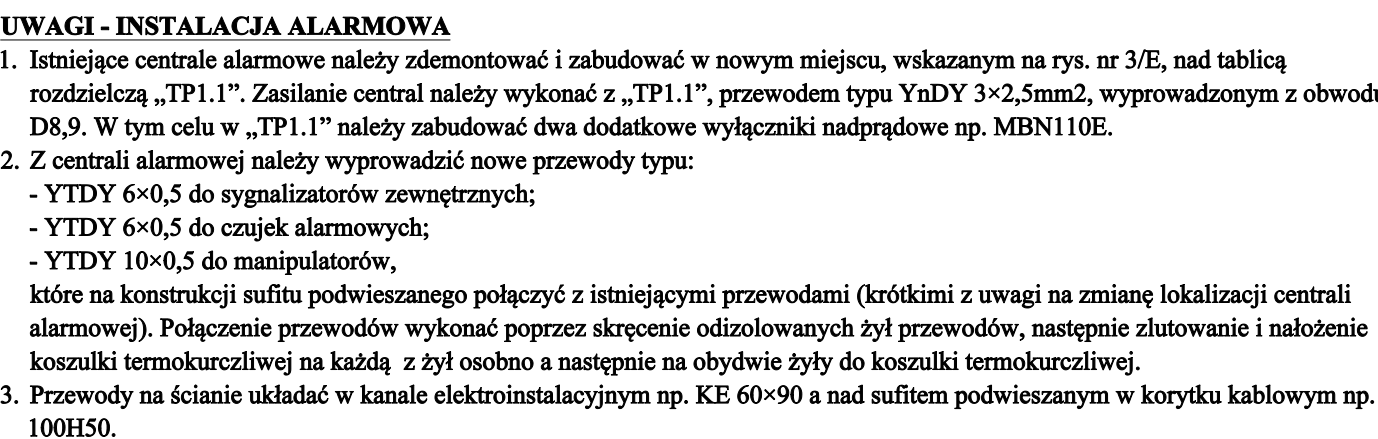 UWAGI - INSTALACJA ALARMOWA
1. Istniejące centrale alarmowe należy zdemontować i zabudować w nowym miejscu, wskazanym na rys. nr 3/E, nad tablicą
rozdzielczą „TP1.1”. Zasilanie central należy wykonać z „TP1.1”, przewodem typu YnDY 3×2,5mm2, wyprowadzonym z obwodu
D8,9. W tym celu w „TP1.1” należy zabudować dwa dodatkowe wyłączniki nadprądowe np. MBN110E.
2. Z centrali alarmowej należy wyprowadzić nowe przewody typu:
- YTDY 6×0,5 do sygnalizatorów zewnętrznych;
- YTDY 6×0,5 do czujek alarmowych;
- YTDY 10×0,5 do manipulatorów,
które na konstrukcji sufitu podwieszanego połączyć z istniejącymi przewodami (krótkimi z uwagi na zmianę lokalizacji centrali
alarmowej). Połączenie przewodów wykonać poprzez skręcenie odizolowanych żył przewodów, następnie zlutowanie i nałożenie
koszulki termokurczliwej na każdą z żył osobno a następnie na obydwie żyły do koszulki termokurczliwej.
3. Przewody na ścianie układać w kanale elektroinstalacyjnym np. KE 60×90 a nad sufitem podwieszanym w korytku kablowym np.
100H50.